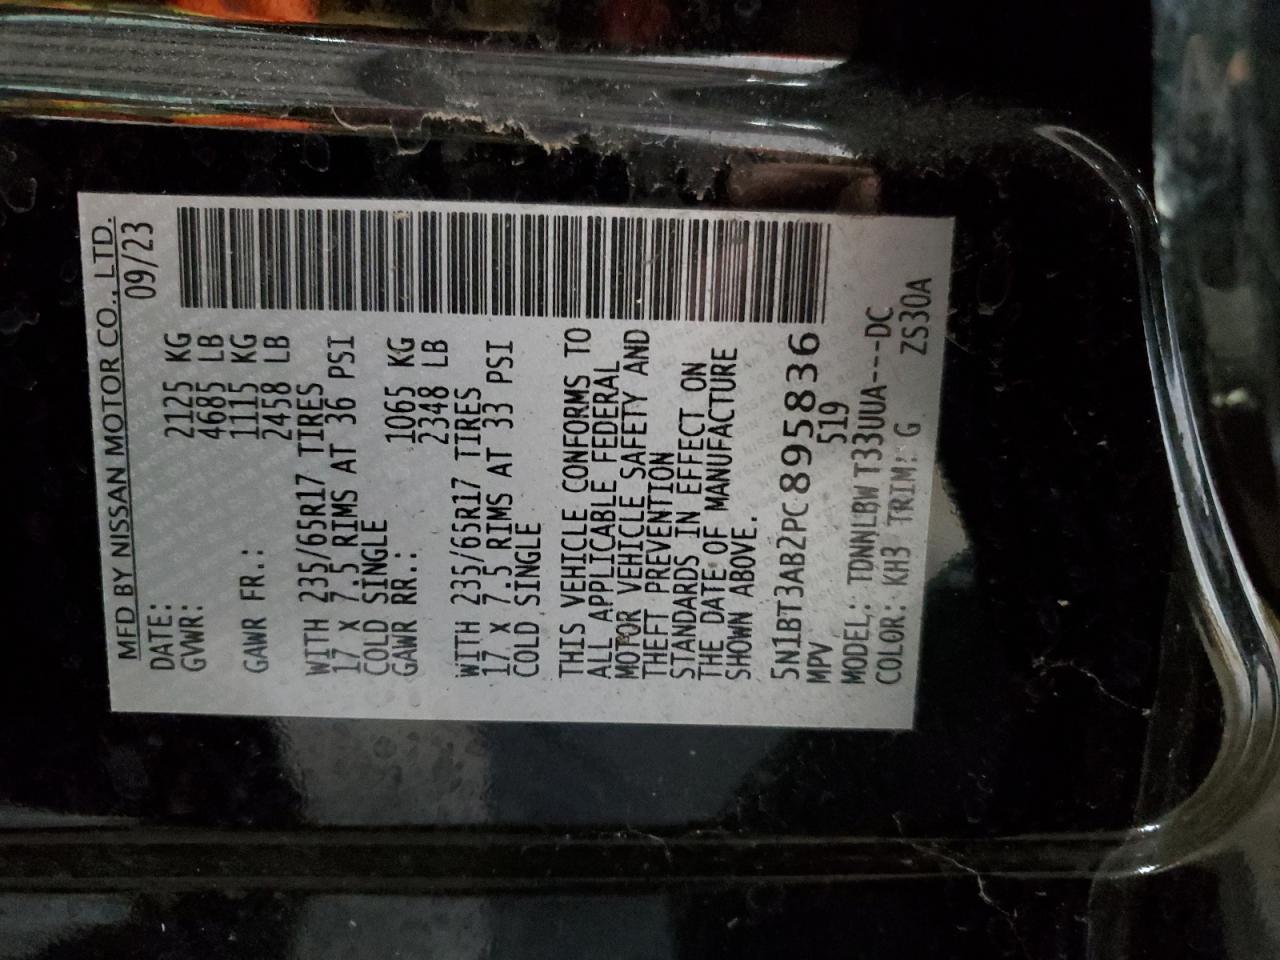 MFD BY NISSAN MOTOR CO., LTD.
DATE: 09/23
GVWR: 2125 KG
4685 LB
GAWR FR.: 1115 KG
2458 LB
WITH 235/65R17 TIRES
17 X 7.5 RIMS AT 36 PSI
COLD SINGLE
GAWR RR.: 1065 KG
2348 LB
WITH 235/65R17 TIRES
17 X 7.5 RIMS AT 33 PSI
COLD SINGLE
THIS VEHICLE CONFORMS TO
ALL APPLICABLE FEDERAL
MOTOR VEHICLE SAFETY AND
THEFT PREVENTION
STANDARDS IN EFFECT ON
THE DATE OF MANUFACTURE
SHOWN ABOVE.
5N1BT3AB2PC895836
MPV 519
MODEL: TDNNLBW T33UUA---DC
COLOR: KH3 TRIM: G ZS30A